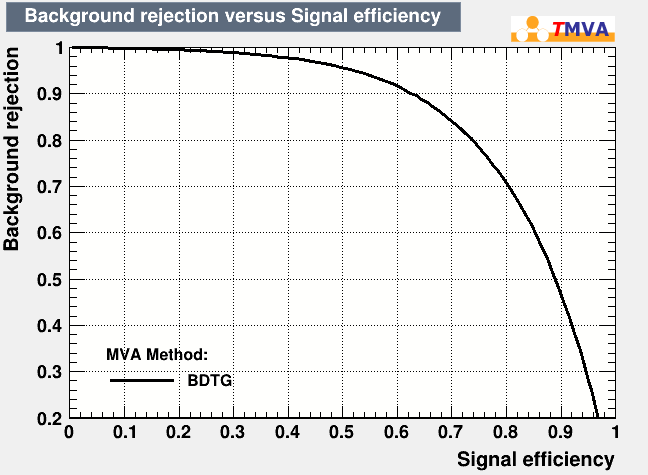 Background rejection versus Signal efficiency
TMVA
Background rejection
1
0.9
0.8
0.7
0.6
0.5
0.4
0.3
0.2
MVA Method:
BDTG
0 0.1 0.2 0.3 0.4 0.5 0.6 0.7 0.8 0.9 1
Signal efficiency